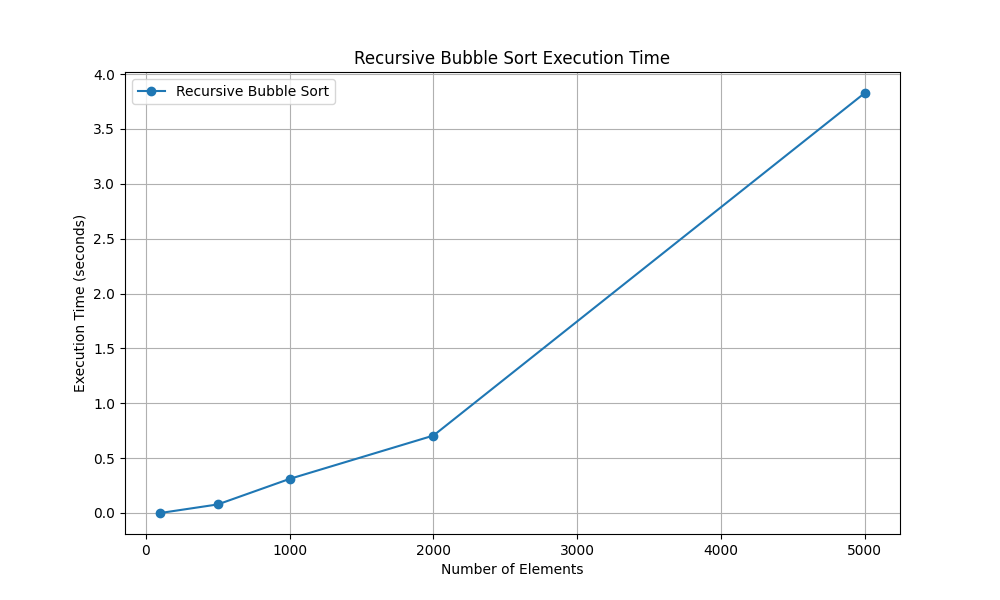 Recursive Bubble Sort Execution Time
Recursive Bubble Sort
4.0
3.5
3.0
2.5
2.0
1.5
1.0
0.5
0.0
Execution Time (seconds)
0 1000 2000 3000 4000 5000
Number of Elements